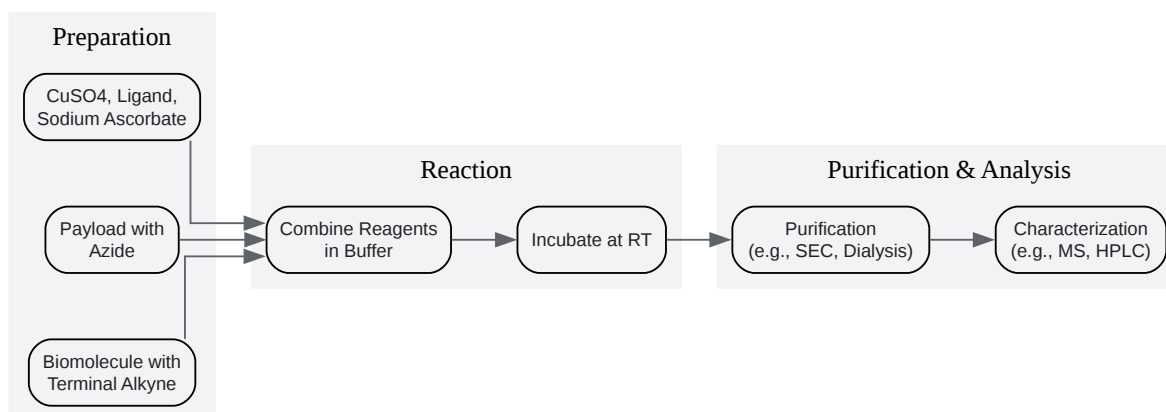 Preparation
CuSO4, Ligand,
Sodium Ascorbate
Payload with
Azide
Biomolecule with
Terminal Alkyne
Reaction
Combine Reagents
in Buffer
Incubate at RT
Purification & Analysis
Purification
(e.g., SEC, Dialysis)
Characterization
(e.g., MS, HPLC)